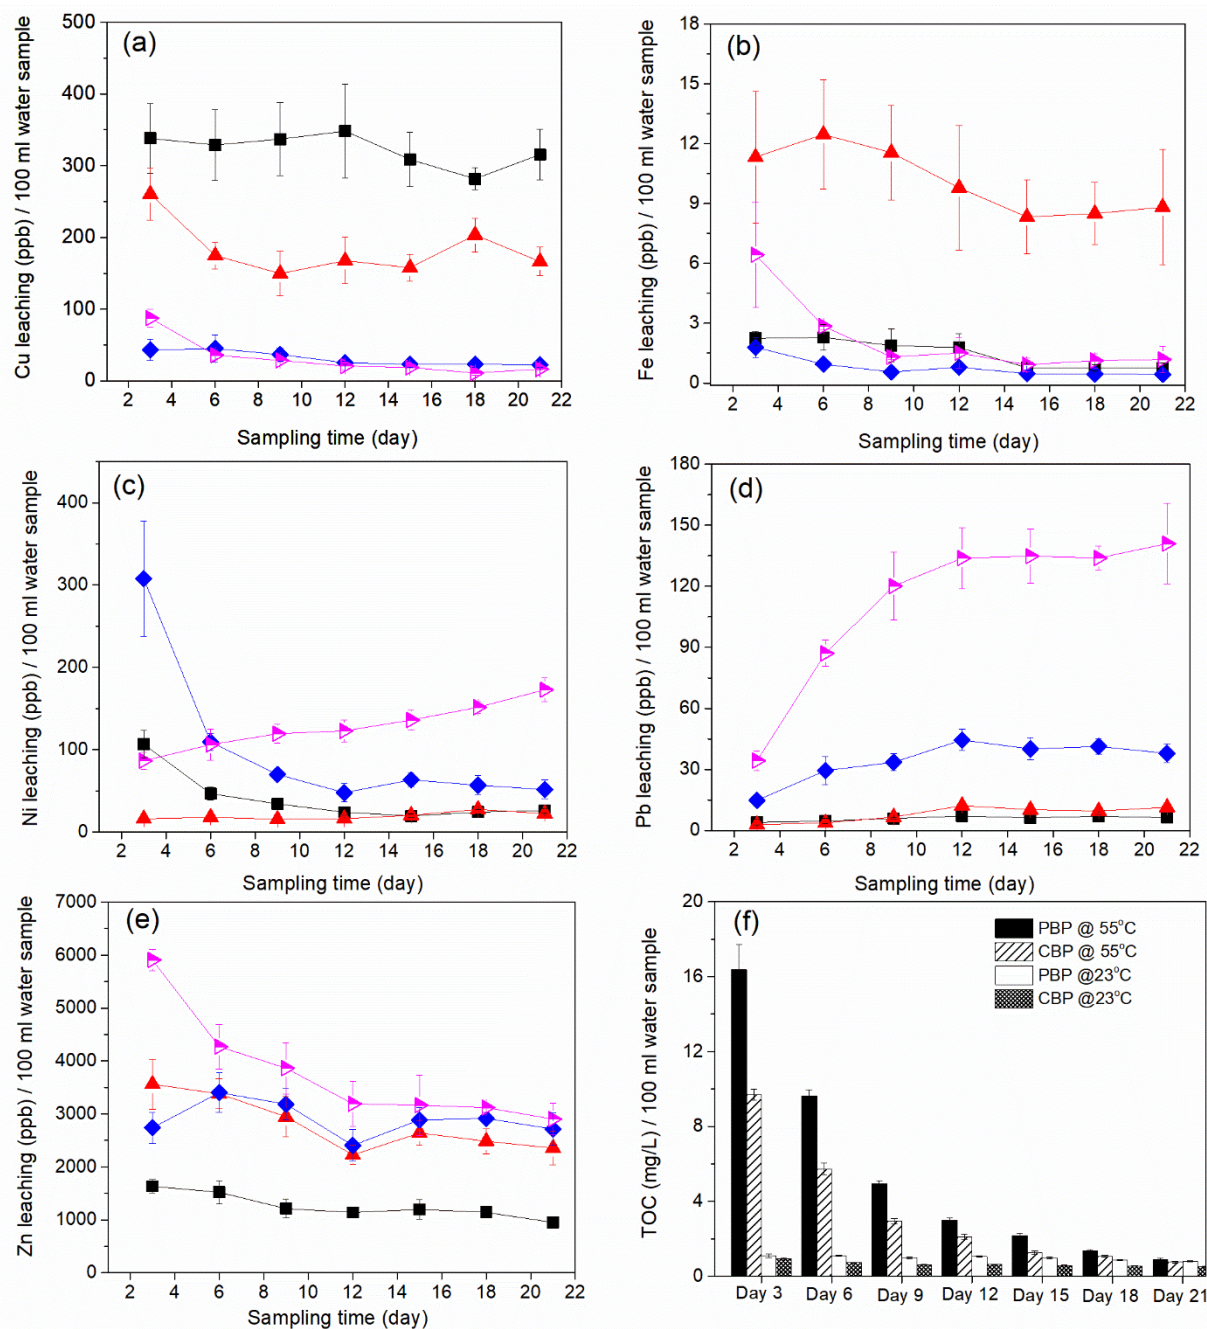 (a)
Cu leaching (ppb) / 100 ml water sample
500
400
300
200
100
0
2 4 6 8 10 12 14 16 18 20 22
Sampling time (day)
(b)
Fe leaching (ppb) / 100 ml water sample
18
15
12
9
6
3
0
2 4 6 8 10 12 14 16 18 20 22
Sampling time (day)
(c)
Ni leaching (ppb) / 100 ml water sample
400
300
200
100
0
2 4 6 8 10 12 14 16 18 20 22
Sampling time (day)
(d)
Pb leaching (ppb) / 100 ml water sample
180
150
120
90
60
30
0
2 4 6 8 10 12 14 16 18 20 22
Sampling time (day)
(e)
Zn leaching (ppb) / 100 ml water sample
7000
6000
5000
4000
3000
2000
1000
0
2 4 6 8 10 12 14 16 18 20 22
Sampling time (day)
(f)
TOC (mg/L) / 100 ml water sample
20
16
12
8
4
0
PBP @ 55°C
CBP @ 55°C
PBP @23°C
CBP @23°C
Day 3 Day 6 Day 9 Day 12 Day 15 Day 18 Day 21